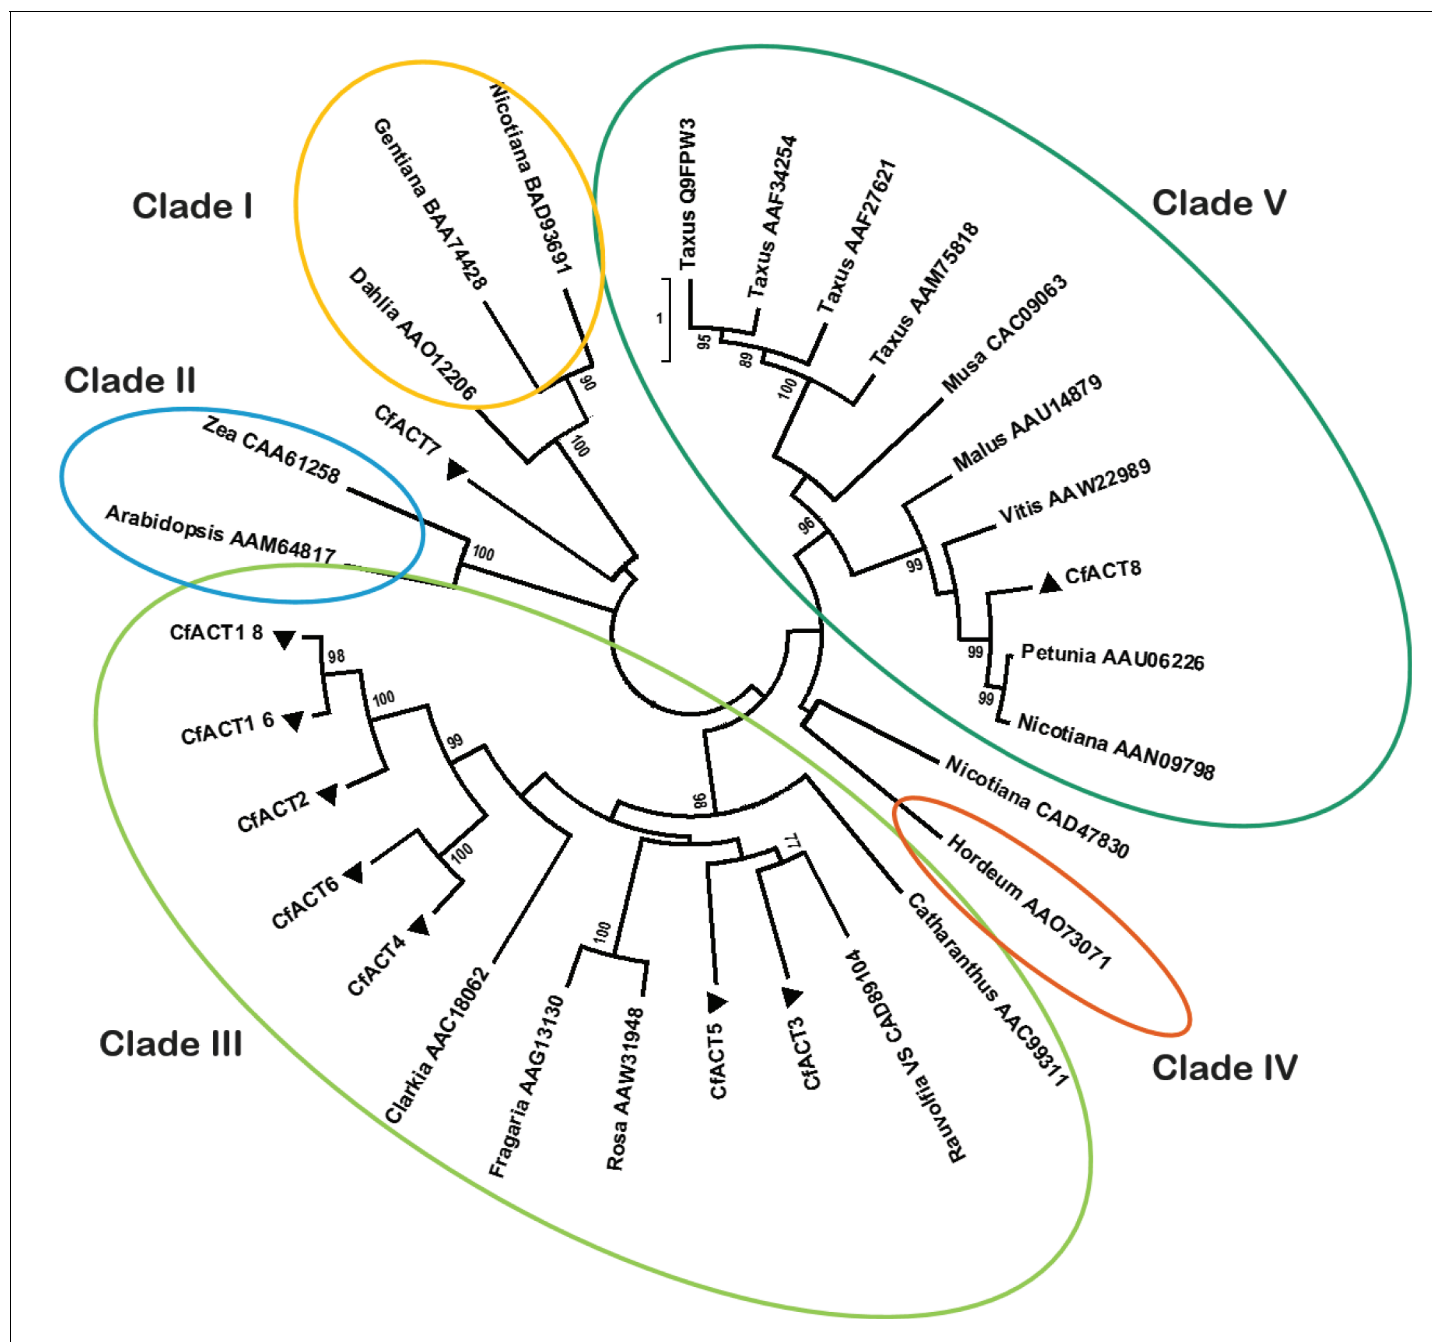 Clade I
Nicotiana BAD93691
Gentiana BAA74428
Dahlia AAO12206
90
100
CfACT7
Clade II
Zea CAA61258
Arabidopsis AAM64817
100
Clade V
Taxus Q9FPW3
Taxus AAF34254
Taxus AAF27621
Taxus AAM75818
Musa CAC09063
Malus AAU14879
Vitis AAW22989
CfACT8
Petunia AAU06226
Nicotiana AAN09798
1
95
89
100
96
99
99
99
Nicotiana CAD47830
Hordeum AAO73071
Clade IV
CfACT1 8
98
CfACT1 6
100
CfACT2
99
CfACT6
100
CfACT4
Clarkia AAC18062
Fragaria AAG13130
100
Rosa AAW31948
CfACT5
CfACT3
77
Rauvolfia VS CAD89104
Catharanthus AAC99311
86
Clade III